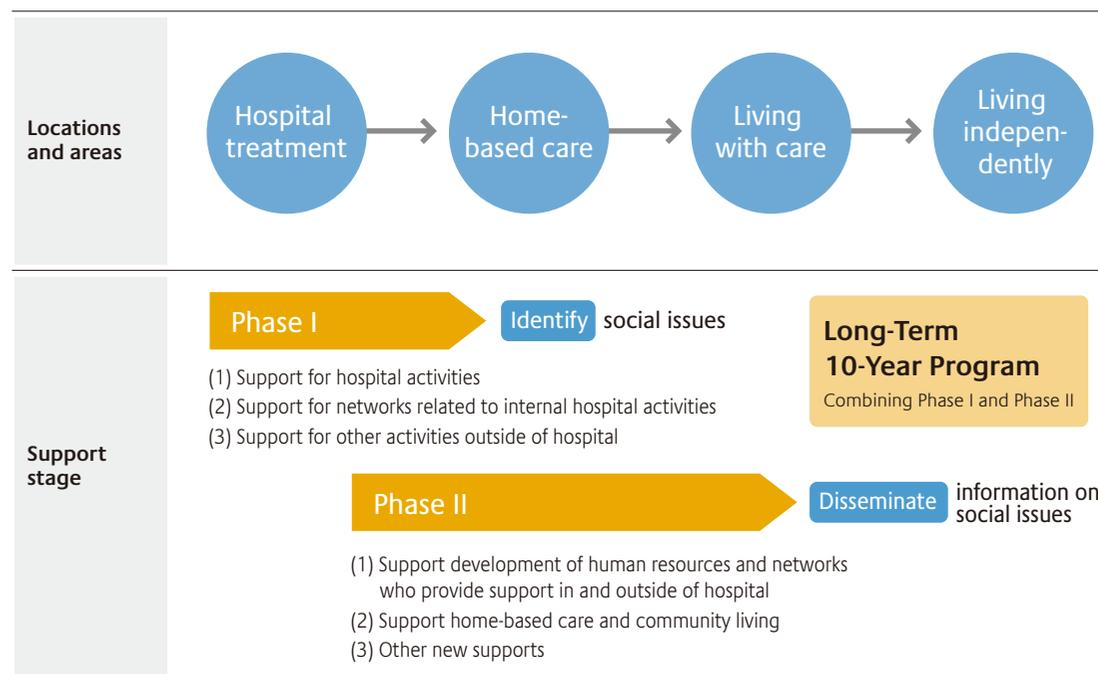 Locations
and areas
Hospital
treatment
Home-
based care
Living
with care
Living
indepen-
dently
Support
stage
Phase I
Identify social issues
(1) Support for hospital activities
(2) Support for networks related to internal hospital activities
(3) Support for other activities outside of hospital
Long-Term
10-Year Program
Combining Phase I and Phase II
Phase II
Disseminate information on
social issues
(1) Support development of human resources and networks
who provide support in and outside of hospital
(2) Support home-based care and community living
(3) Other new supports